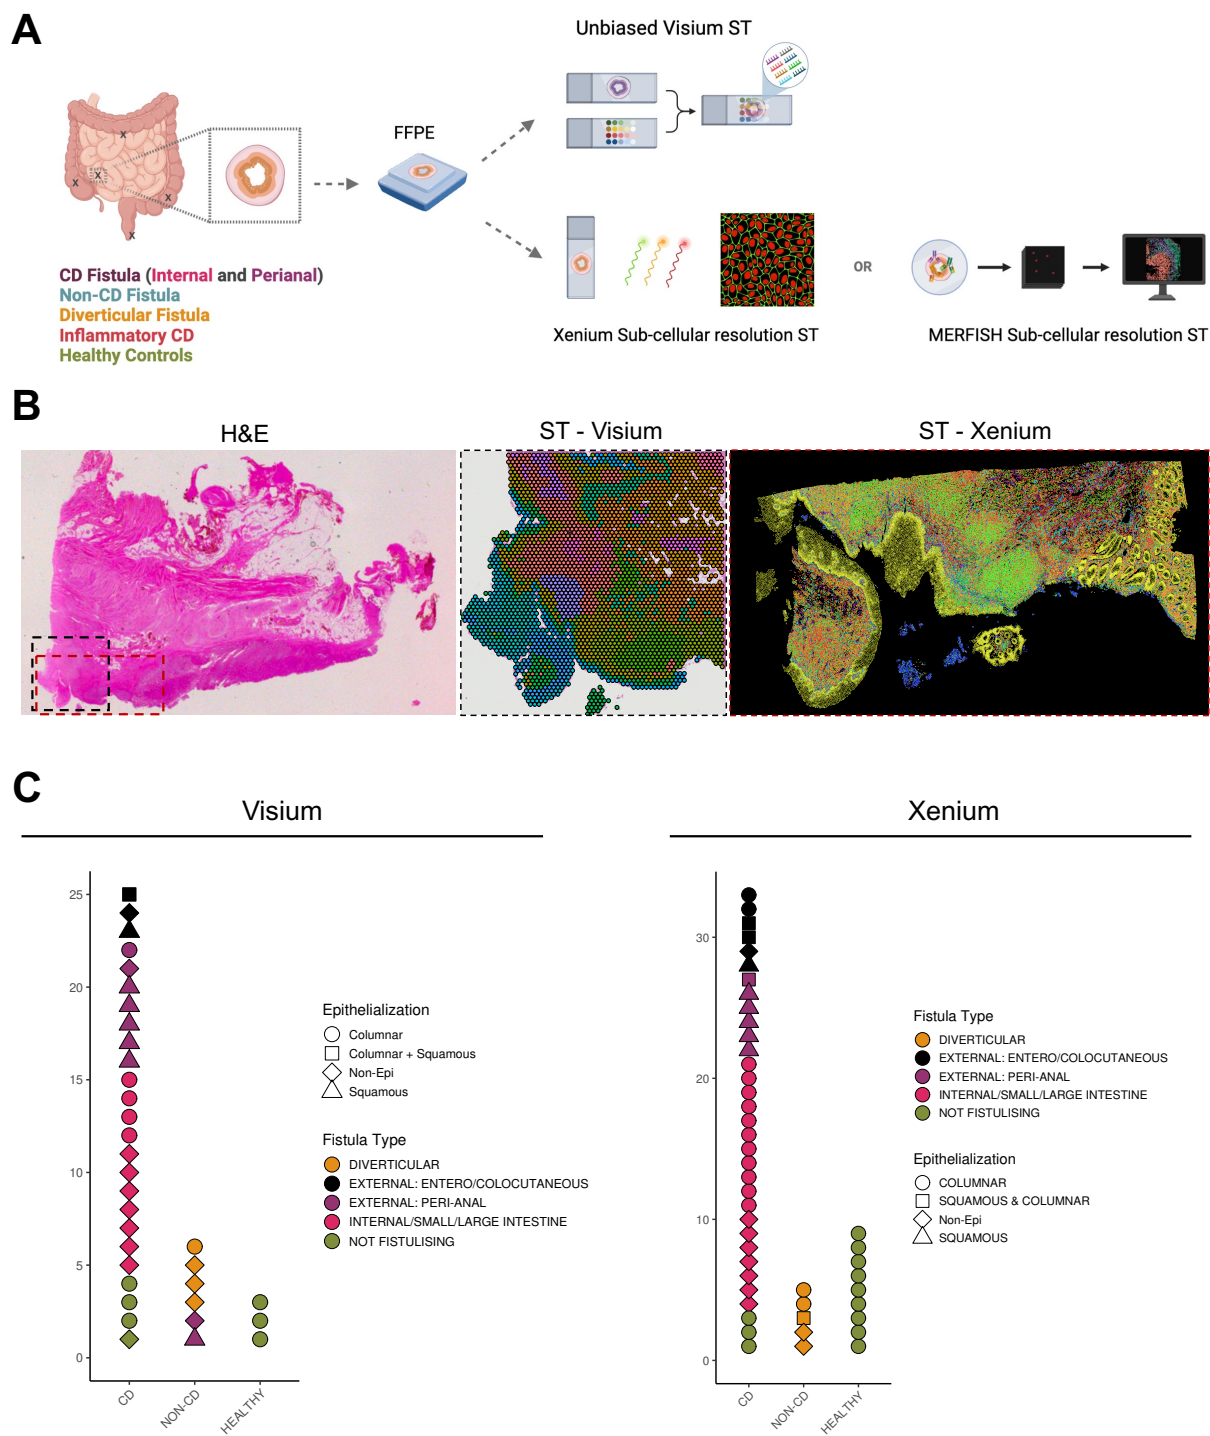 A
Unbiased Visium ST
FFPE
x
x
x
x
x
CD Fistula (Internal and Perianal)
Non-CD Fistula
Diverticular Fistula
Inflammatory CD
Healthy Controls
OR
Xenium Sub-cellular resolution ST
MERFISH Sub-cellular resolution ST
B
H&E
ST - Visium
ST - Xenium
C
Visium
25
20
15
10
5
0
CD
NON-CD
HEALTHY
Epithelialization
Columnar
Columnar + Squamous
Non-Epi
Squamous
Fistula Type
DIVERTICULAR
EXTERNAL: ENTERO/COLOCUTANEOUS
EXTERNAL: PERI-ANAL
INTERNAL/SMALL/LARGE INTESTINE
NOT FISTULISING
Xenium
30
20
10
0
CD
NON-CD
HEALTHY
Fistula Type
DIVERTICULAR
EXTERNAL: ENTERO/COLOCUTANEOUS
EXTERNAL: PERI-ANAL
INTERNAL/SMALL/LARGE INTESTINE
NOT FISTULISING
Epithelialization
COLUMNAR
SQUAMOUS & COLUMNAR
Non-Epi
SQUAMOUS